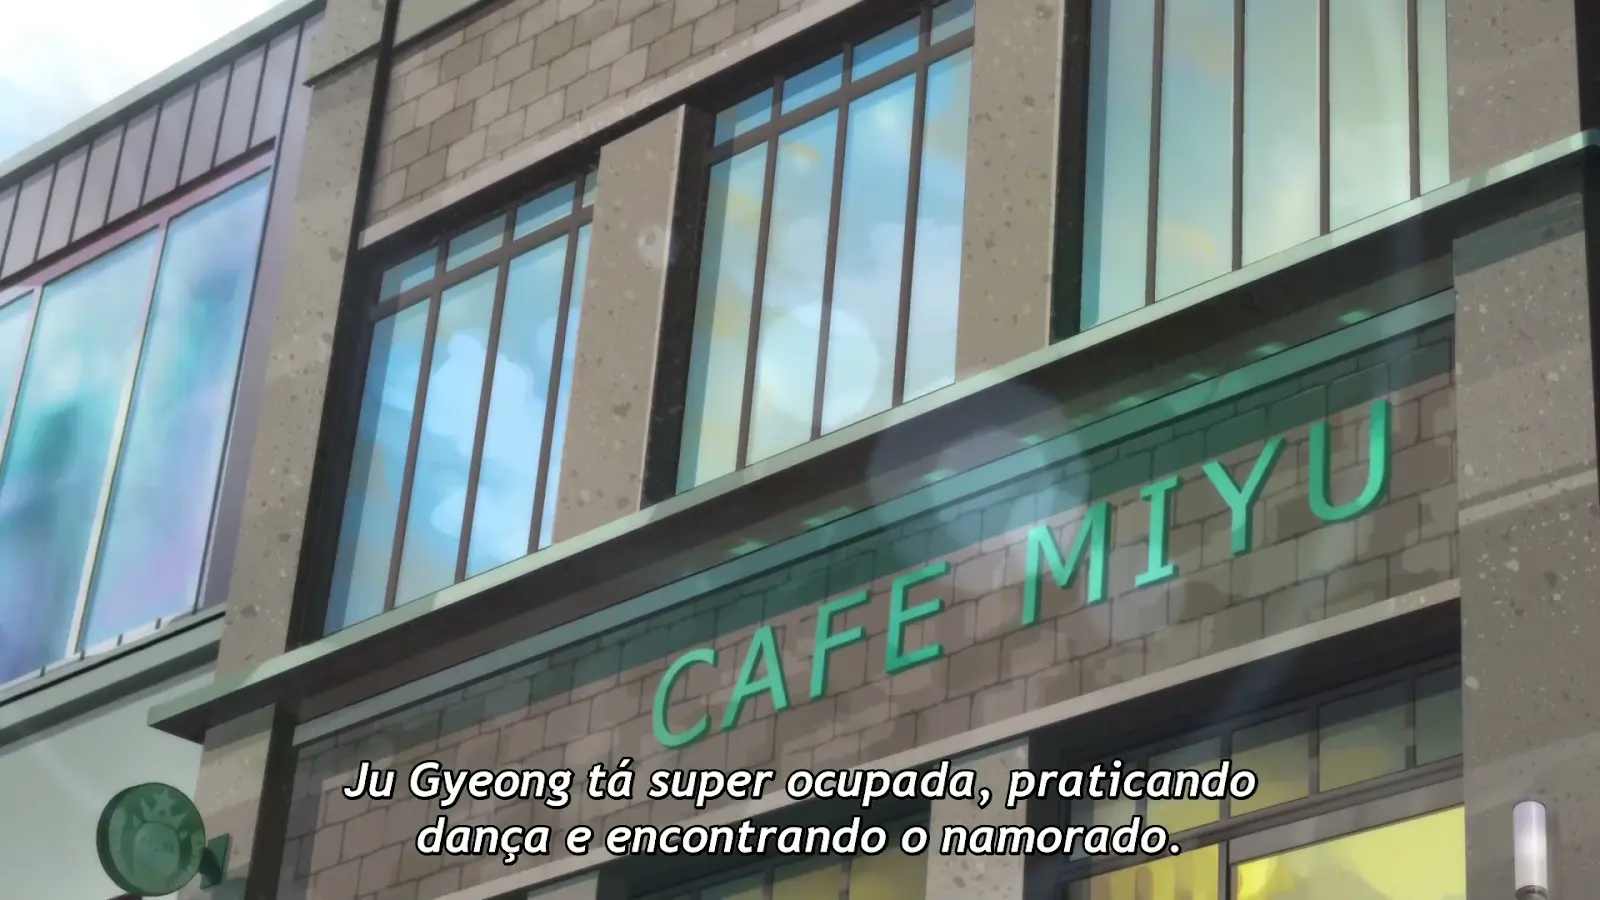 CAFE MIYU
Ju Gyeong tá super ocupada, praticando
dança e encontrando o namorado.